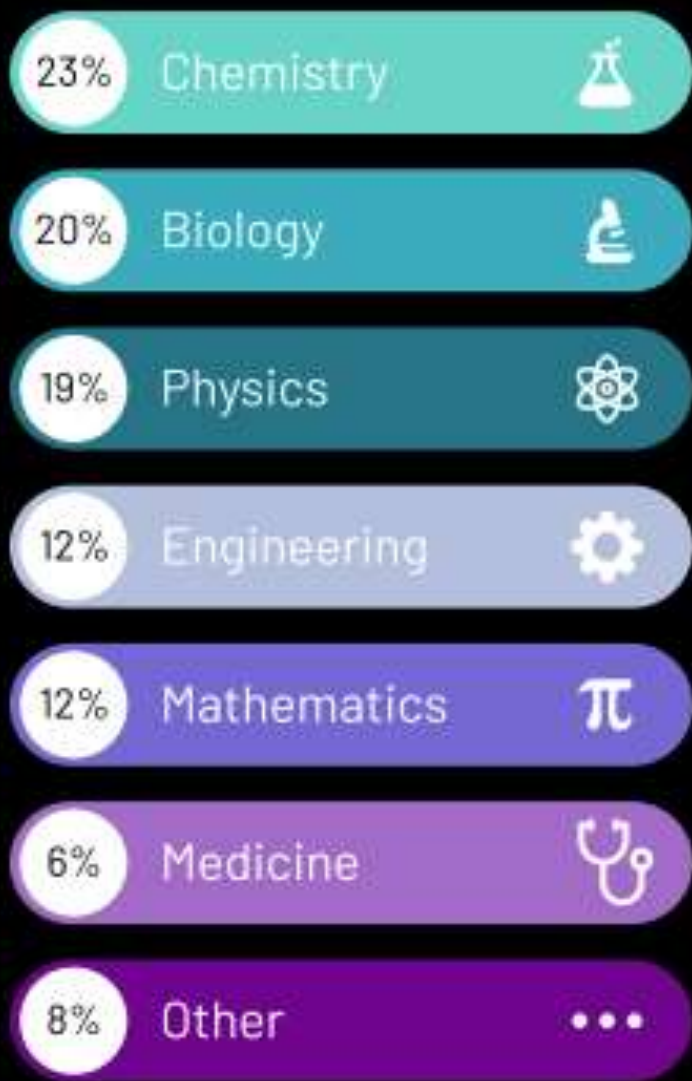 23% Chemistry
20% Biology
19% Physics
12% Engineering
12% Mathematics π
6% Medicine
8% Other